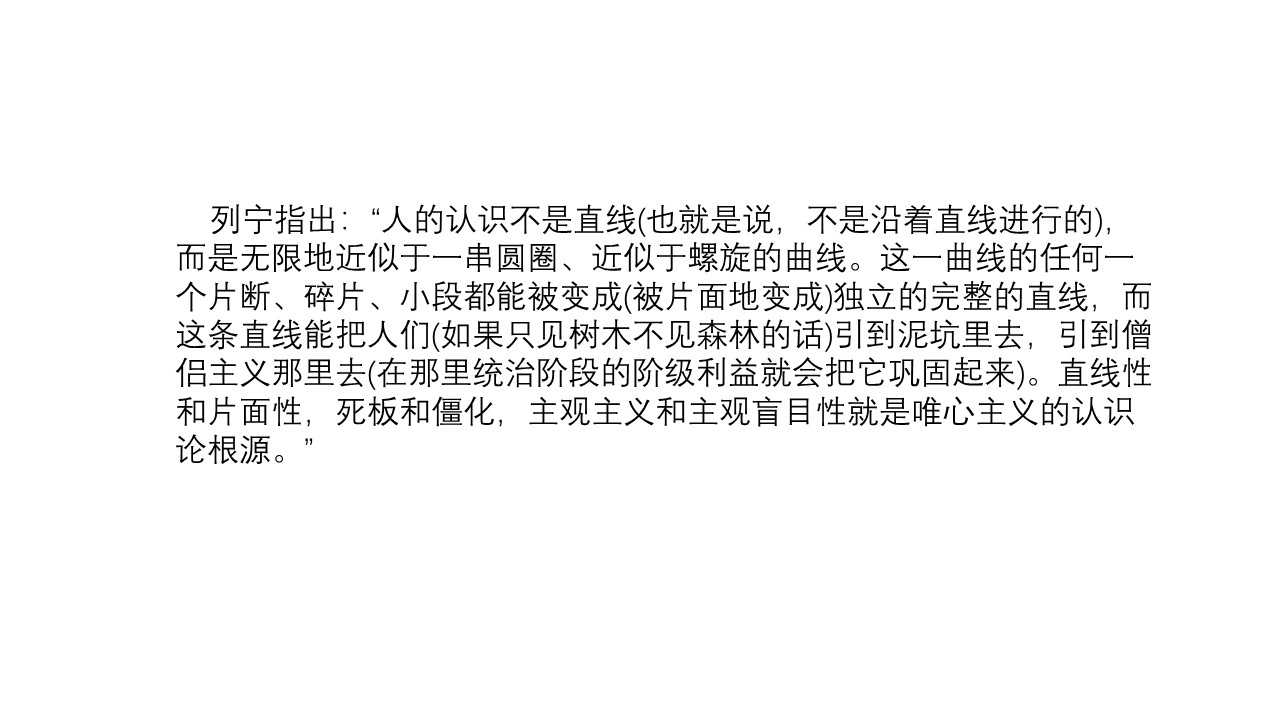 列宁指出：“人的认识不是直线(也就是说，不是沿着直线进行的)，
而是无限地近似于一串圆圈、近似于螺旋的曲线。这一曲线的任何一
个片断、碎片、小段都能被变成(被片面地变成)独立的完整的直线，而
这条直线能把人们(如果只见树木不见森林的话)引到泥坑里去，引到僧
侣主义那里去(在那里统治阶段的阶级利益就会把它巩固起来)。直线性
和片面性，死板和僵化，主观主义和主观盲目性就是唯心主义的认识
论根源。”